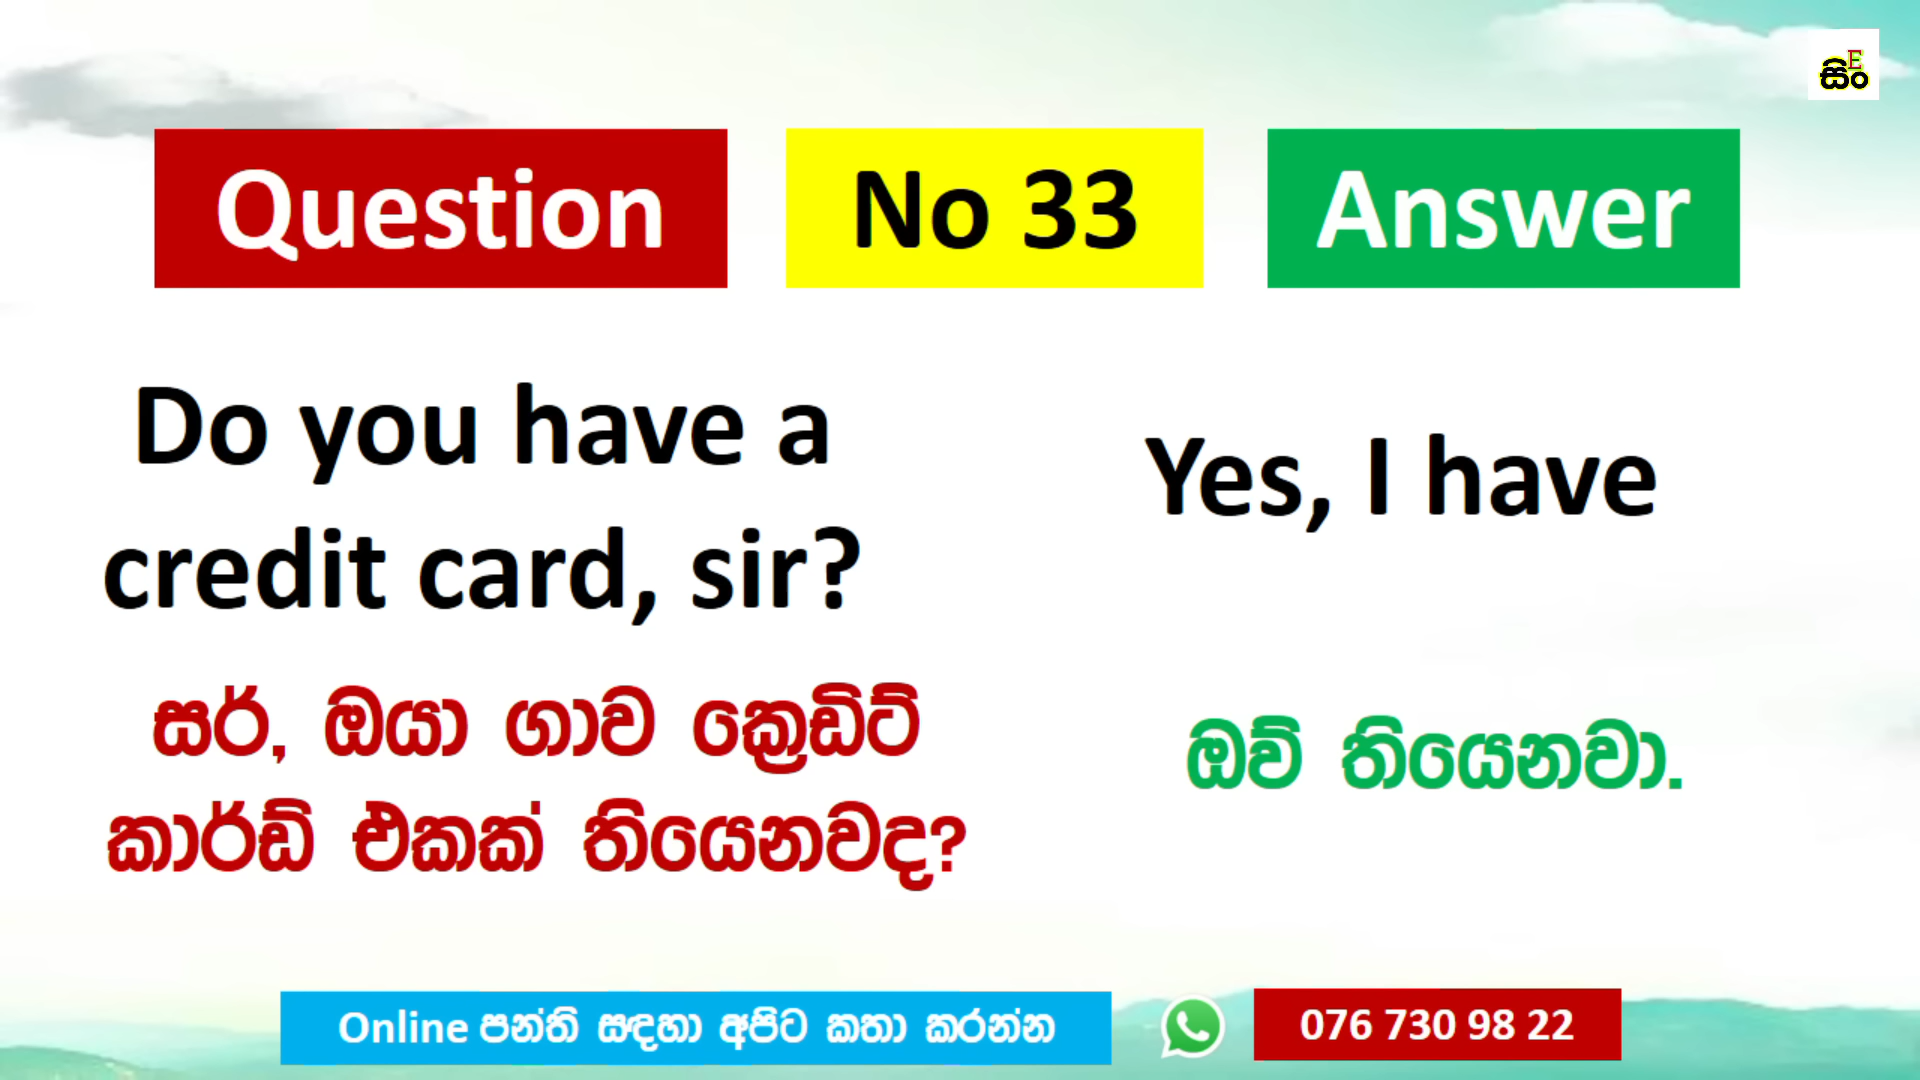 සිං E
Question
No 33
Answer
Do you have a
credit card, sir?
Yes, I have
සර්, ඔයා ගාව ක්‍රෙඩිට්
කාර්ඩ් එකක් තියෙනවද?
ඔව් තියෙනවා.
Online පන්ති සඳහා අපිට කතා කරන්න
076 730 98 22